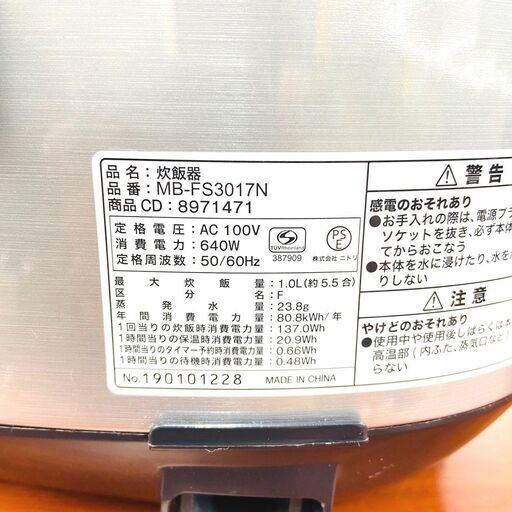 品名：炊飯器
品番：MB-FS3017N
商品CD：8971471
定格電圧：AC 100V
消費電力：640W
定格周波数：50/60Hz
S
TÜVRheinland
387909
PS
E
株式会社 ニトリ
最大炊飯量：1.0L(約5.5合)
区分名：F
蒸発水量：23.8g
年間消費電力量：80.8kWh/年
1回当りの炊飯時消費電力量：137.0Wh
1時間当りの保温時消費電力量：20.9Wh
1時間当りのタイマー予約時消費電力量：0.66Wh
1時間当りの待機時消費電力量：0.48Wh
No.190101228
MADE IN CHINA
警告
感電のおそれあり
●お手入れの際は、電源プラ
ソケットを抜き、必ず本体
てからおこなう
●本体を水に浸けたり、水を
りしない
注意
やけどのおそれあり
●使用中や使用後しばらくは本
高温部(内ふた、蒸気口など)
らない